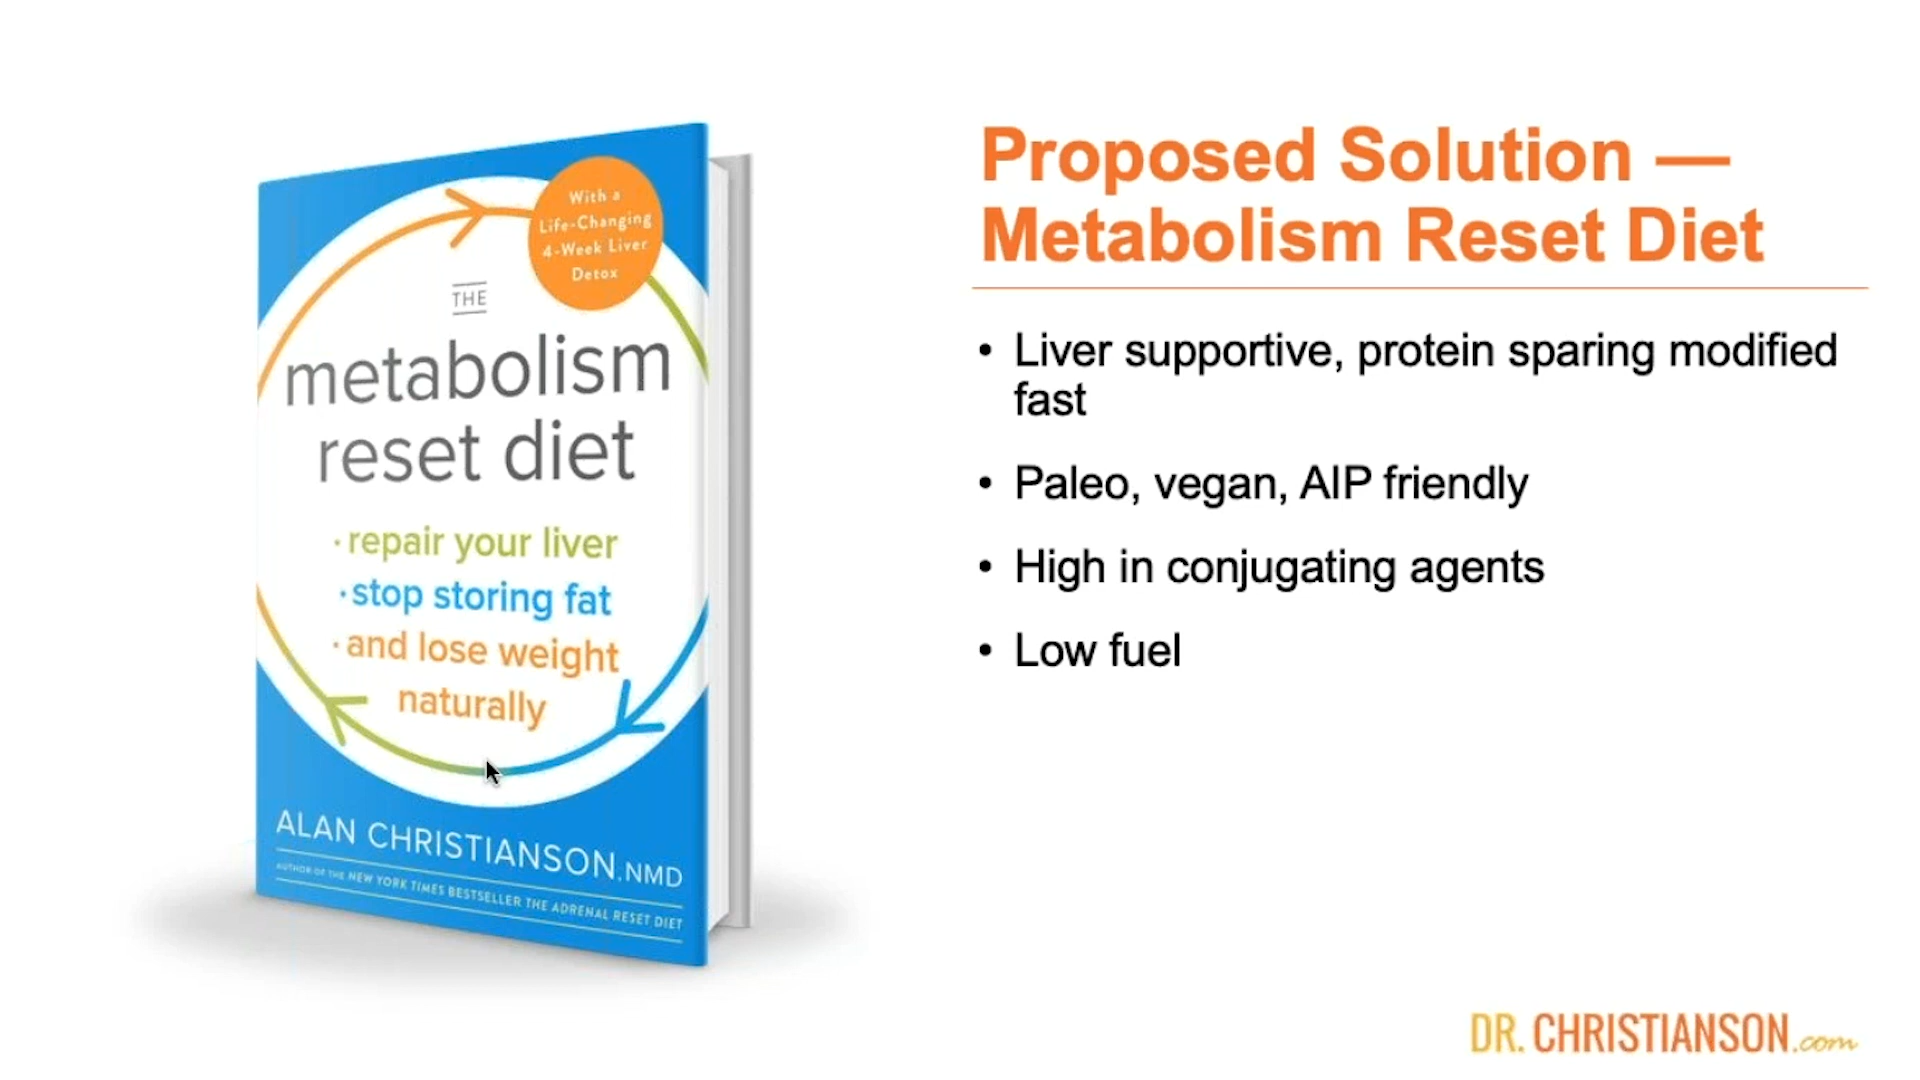 With a
Life-Changing
4-Week Liver
Detox
THE
metabolism
reset diet
· repair your liver
· stop storing fat
· and lose weight
naturally
ALAN CHRISTIANSON, NMD
AUTHOR OF THE NEW YORK TIMES BESTSELLER THE ADRENAL RESET DIET
Proposed Solution —
Metabolism Reset Diet
• Liver supportive, protein sparing modified
fast
• Paleo, vegan, AIP friendly
• High in conjugating agents
• Low fuel
DR. CHRISTIANSON.com